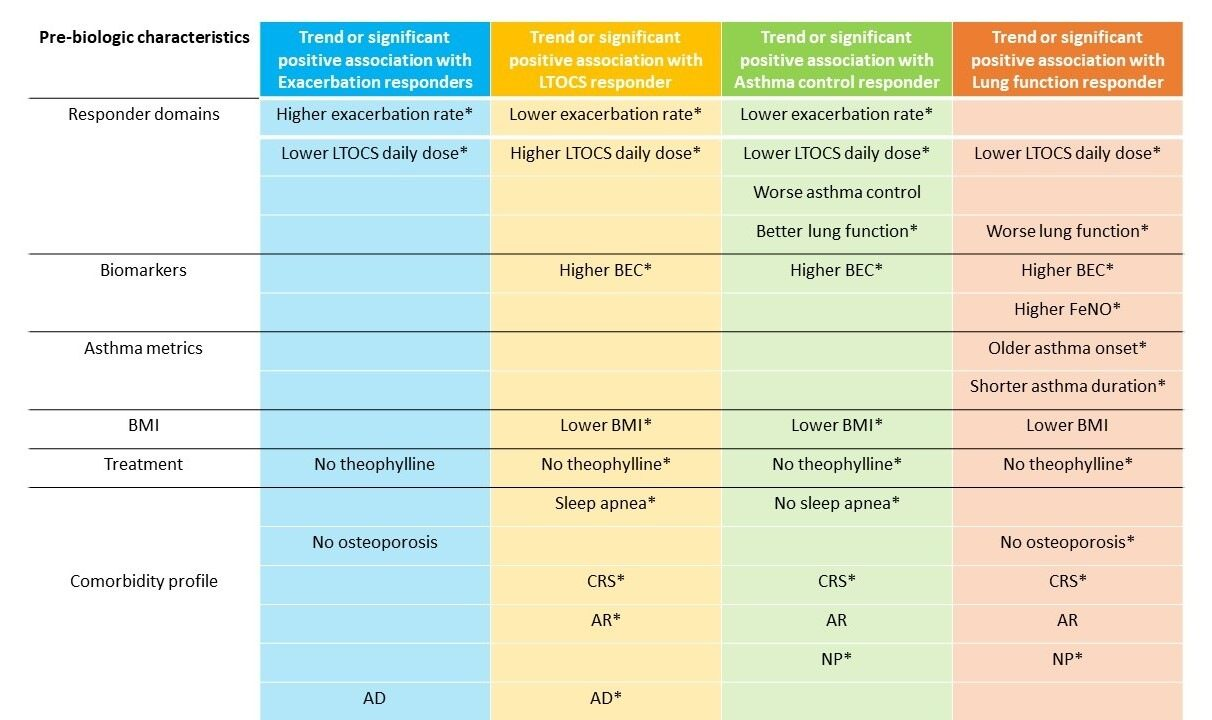 Pre-biologic characteristics
Trend or significant
positive association with
Exacerbation responders
Trend or significant
positive association with
LTOCS responder
Trend or significant
positive association with
Asthma control responder
Trend or significant
positive association with
Lung function responder
Responder domains
Higher exacerbation rate*
Lower exacerbation rate*
Lower exacerbation rate*
Lower LTOCS daily dose*
Higher LTOCS daily dose*
Lower LTOCS daily dose*
Lower LTOCS daily dose*
Worse asthma control
Better lung function*
Worse lung function*
Biomarkers
Higher BEC*
Higher BEC*
Higher BEC*
Higher FeNO*
Asthma metrics
Older asthma onset*
Shorter asthma duration*
BMI
Lower BMI*
Lower BMI*
Lower BMI
Treatment
No theophylline
No theophylline*
No theophylline*
No theophylline*
Sleep apnea*
No sleep apnea*
No osteoporosis
No osteoporosis*
Comorbidity profile
CRS*
CRS*
CRS*
AR*
AR
AR
NP*
NP*
AD
AD*